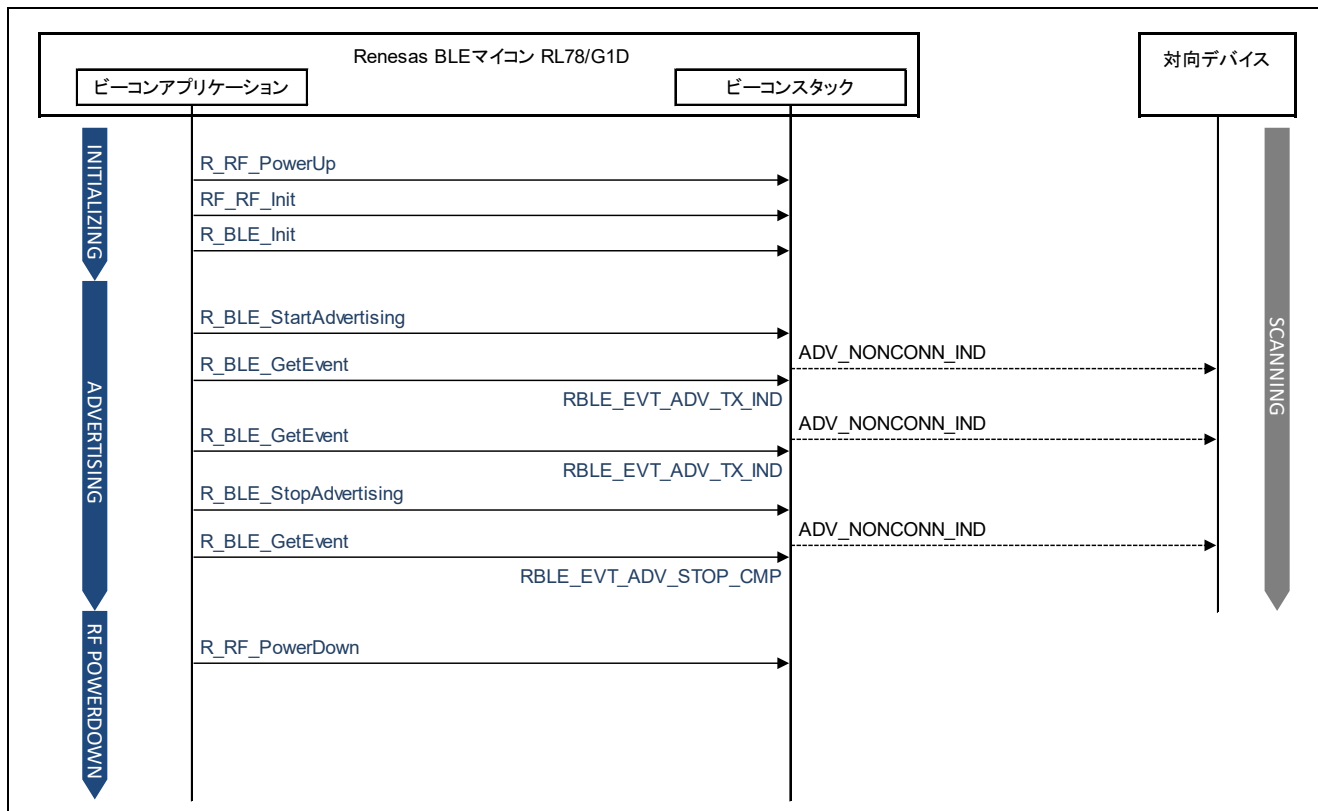 Renesas BLEマイコン RL78/G1D
対向デバイス
ビーコンアプリケーション
ビーコンスタック
INITIALIZING
R_RF_PowerUp
RF_RF_Init
R_BLE_Init
SCANNING
ADVERTISING
R_BLE_StartAdvertising
ADV_NONCONN_IND
R_BLE_GetEvent
RBLE_EVT_ADV_TX_IND
ADV_NONCONN_IND
R_BLE_GetEvent
RBLE_EVT_ADV_TX_IND
R_BLE_StopAdvertising
ADV_NONCONN_IND
R_BLE_GetEvent
RBLE_EVT_ADV_STOP_CMP
RF POWERDOWN
R_RF_PowerDown